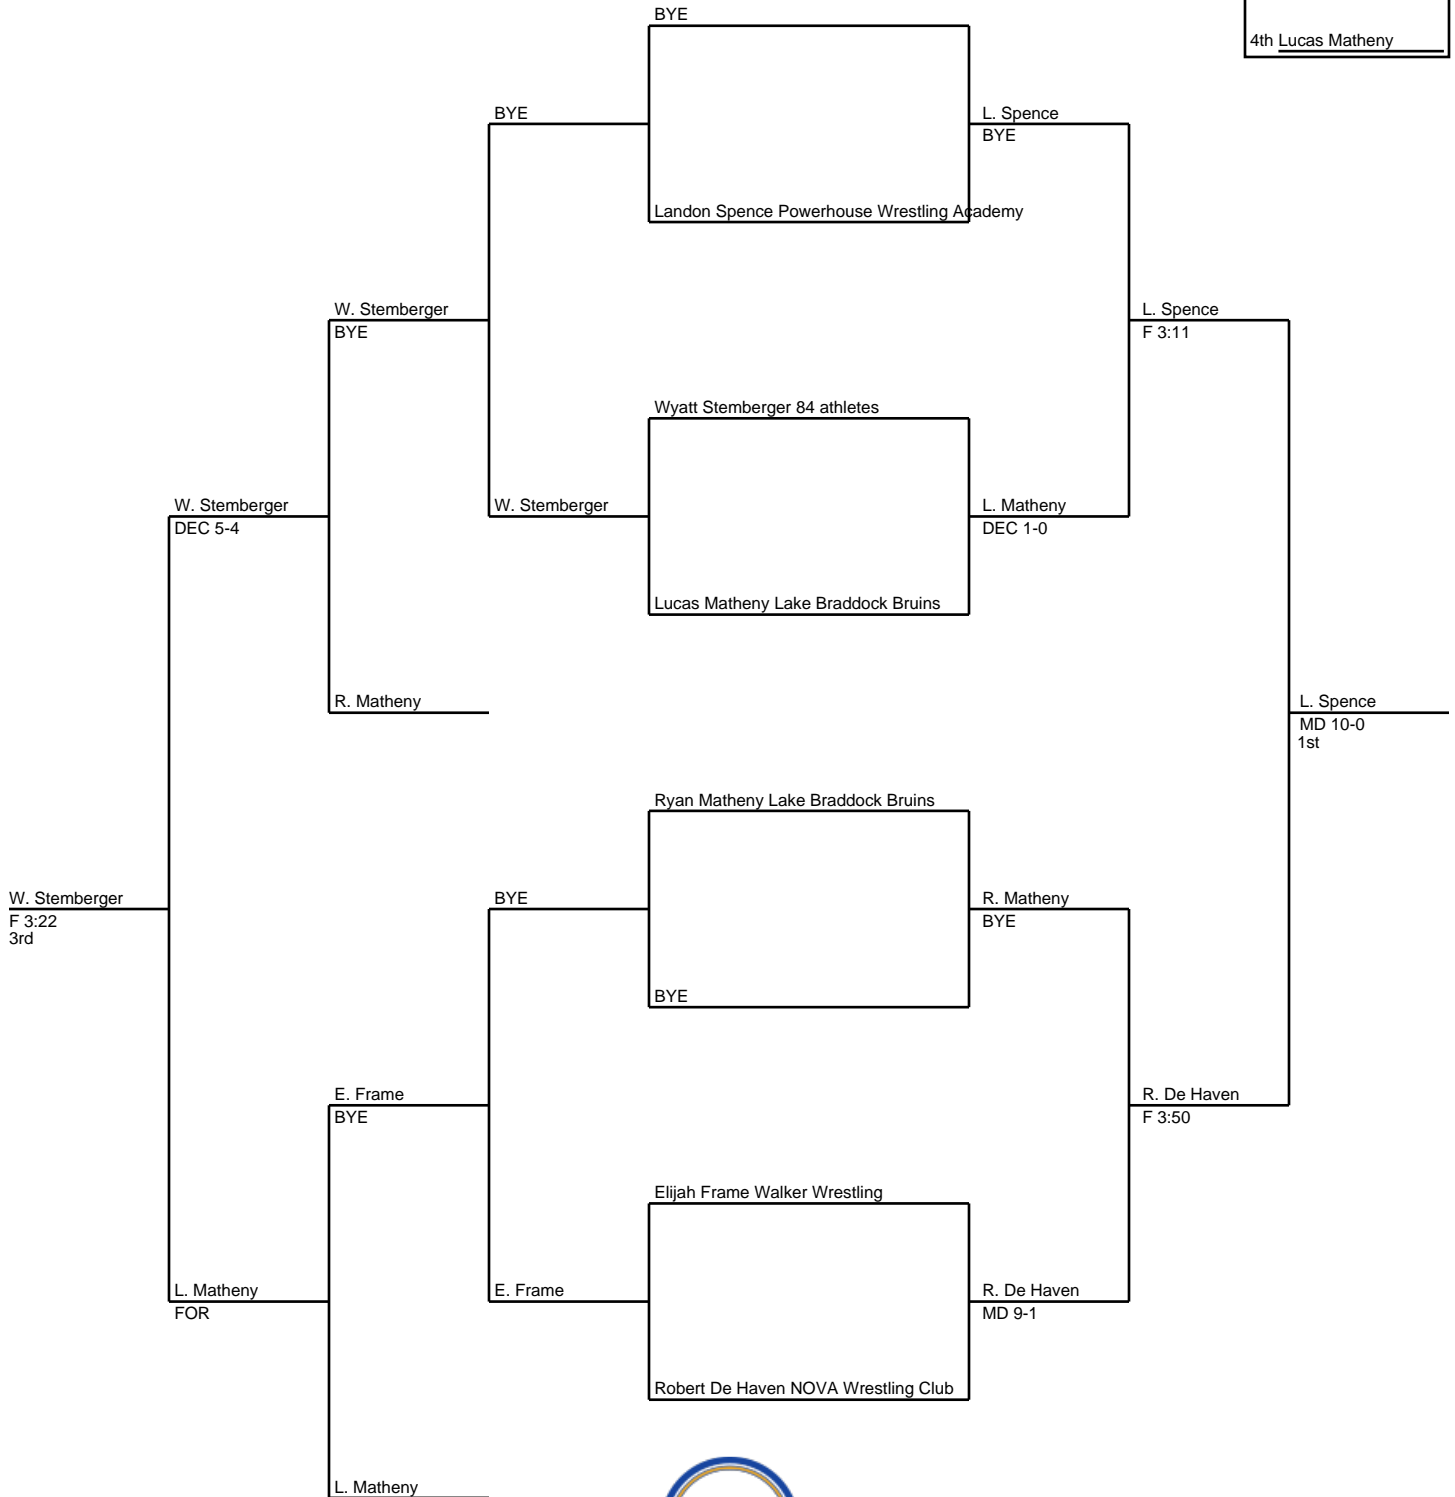 BYE
4th Lucas Matheny
BYE
L. Spence
BYE
Landon Spence Powerhouse Wrestling Academy
W. Stemberger
BYE
L. Spence
F 3:11
Wyatt Stemberger 84 athletes
W. Stemberger
DEC 5-4
W. Stemberger
L. Matheny
DEC 1-0
Lucas Matheny Lake Braddock Bruins
R. Matheny
L. Spence
MD 10-0
1st
Ryan Matheny Lake Braddock Bruins
W. Stemberger
F 3:22
3rd
BYE
R. Matheny
BYE
BYE
E. Frame
BYE
R. De Haven
F 3:50
Elijah Frame Walker Wrestling
L. Matheny
FOR
E. Frame
R. De Haven
MD 9-1
Robert De Haven NOVA Wrestling Club
L. Matheny